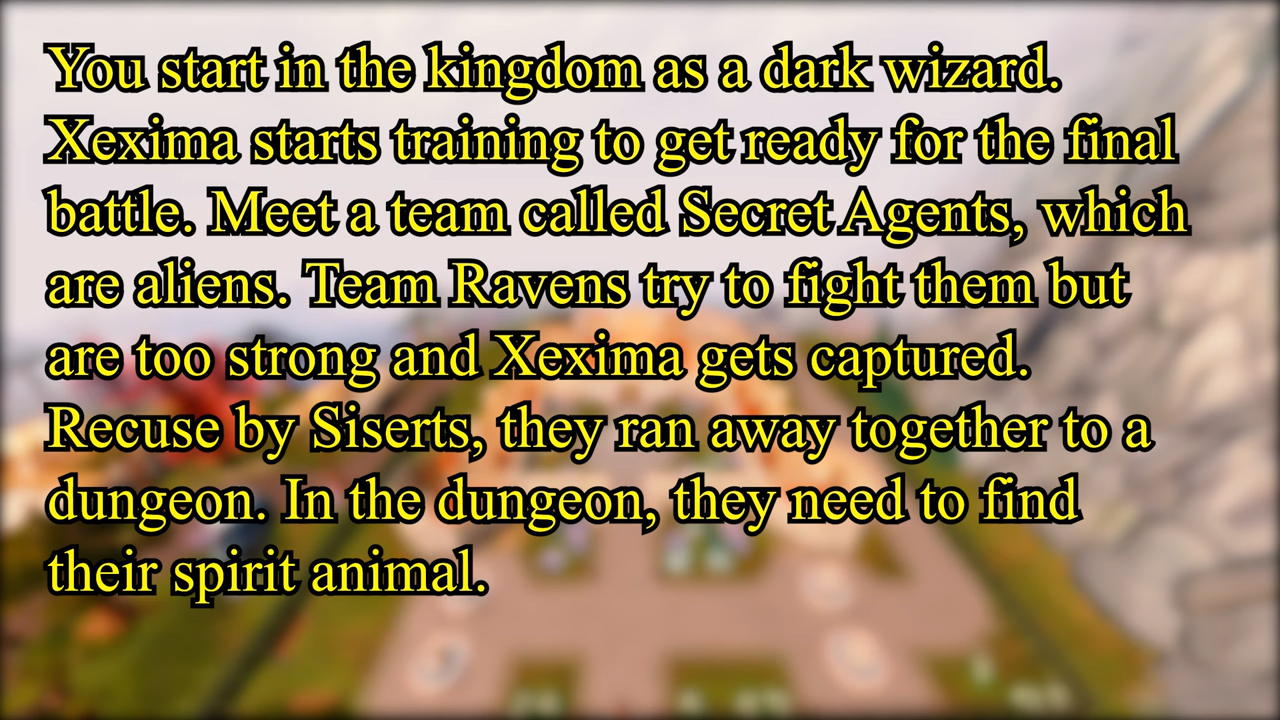 You start in the kingdom as a dark wizard.
Xexima starts training to get ready for the final
battle. Meet a team called Secret Agents, which
are aliens. Team Ravens try to fight them but
are too strong and Xexima gets captured.
Recuse by Siserts, they ran away together to a
dungeon. In the dungeon, they need to find
their spirit animal.